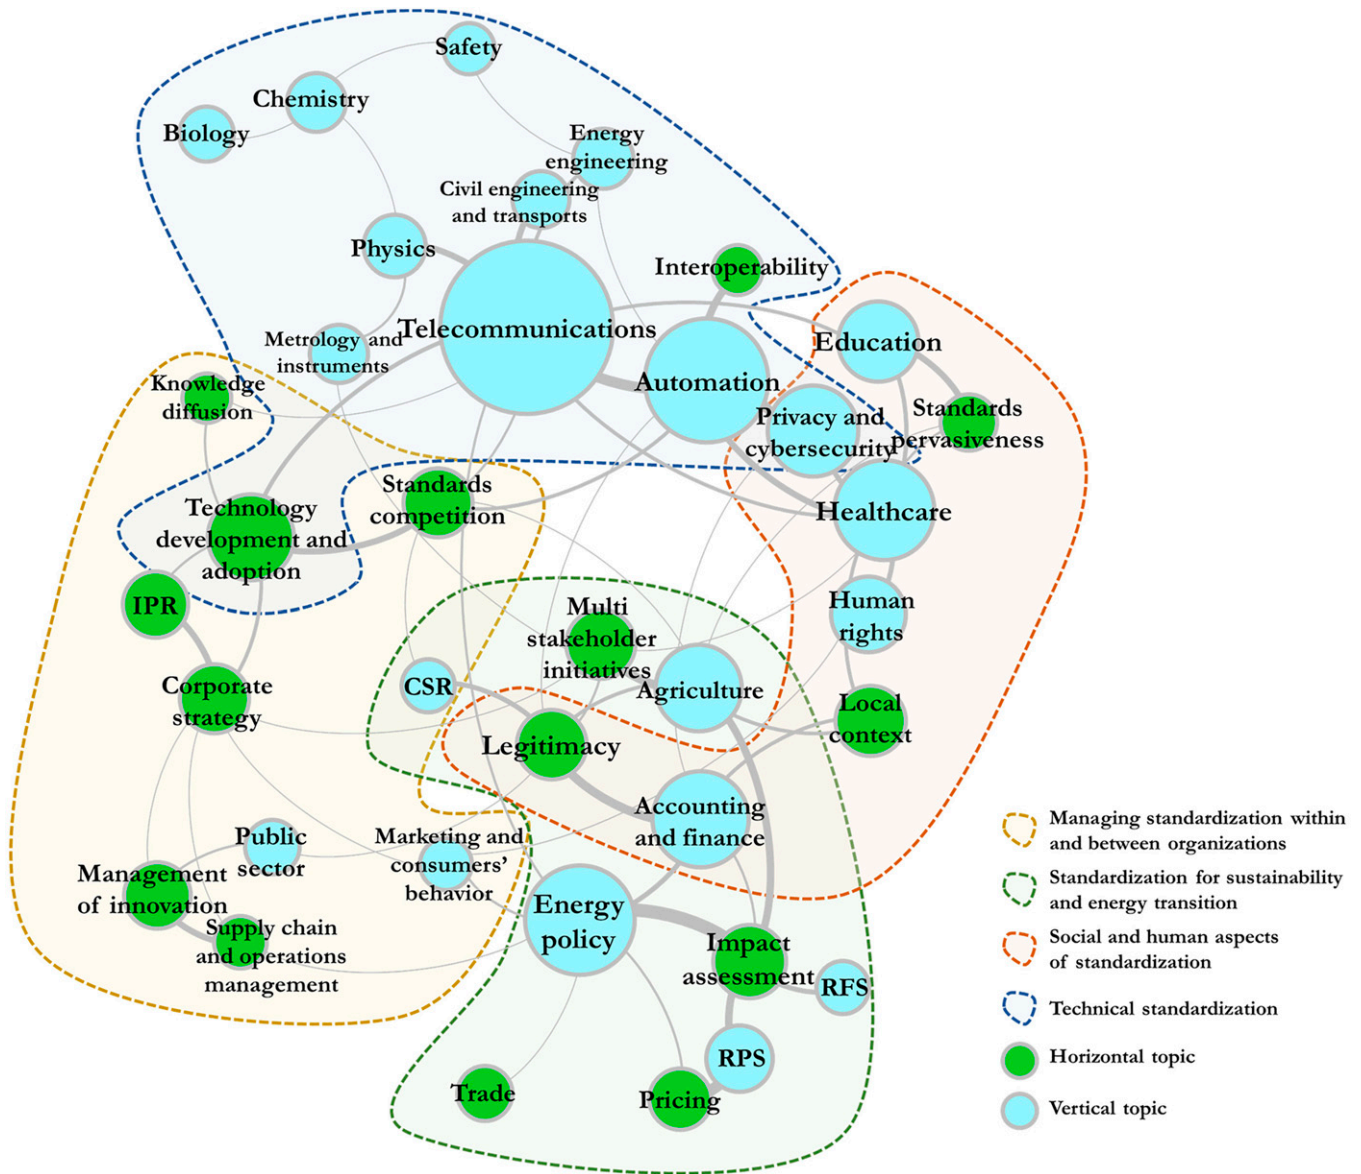 Safety
Chemistry
Biology
Energy
engineering
Civil engineering
and transports
Physics
Interoperability
Telecommunications
Metrology and
instruments
Education
Automation
Knowledge
diffusion
Privacy and
cybersecurity
Standards
pervasiveness
Standards
competition
Technology
development and
adoption
Healthcare
IPR
Multi
stakeholder
initiatives
Human
rights
Corporate
strategy
CSR
Agriculture
Local
context
Legitimacy
Accounting
and finance
Public
sector
Marketing and
consumers'
behavior
Management
of innovation
Energy
policy
Supply chain
and operations
management
Impact
assessment
RFS
RPS
Trade
Pricing
Managing standardization within
and between organizations
Standardization for sustainability
and energy transition
Social and human aspects
of standardization
Technical standardization
Horizontal topic
Vertical topic